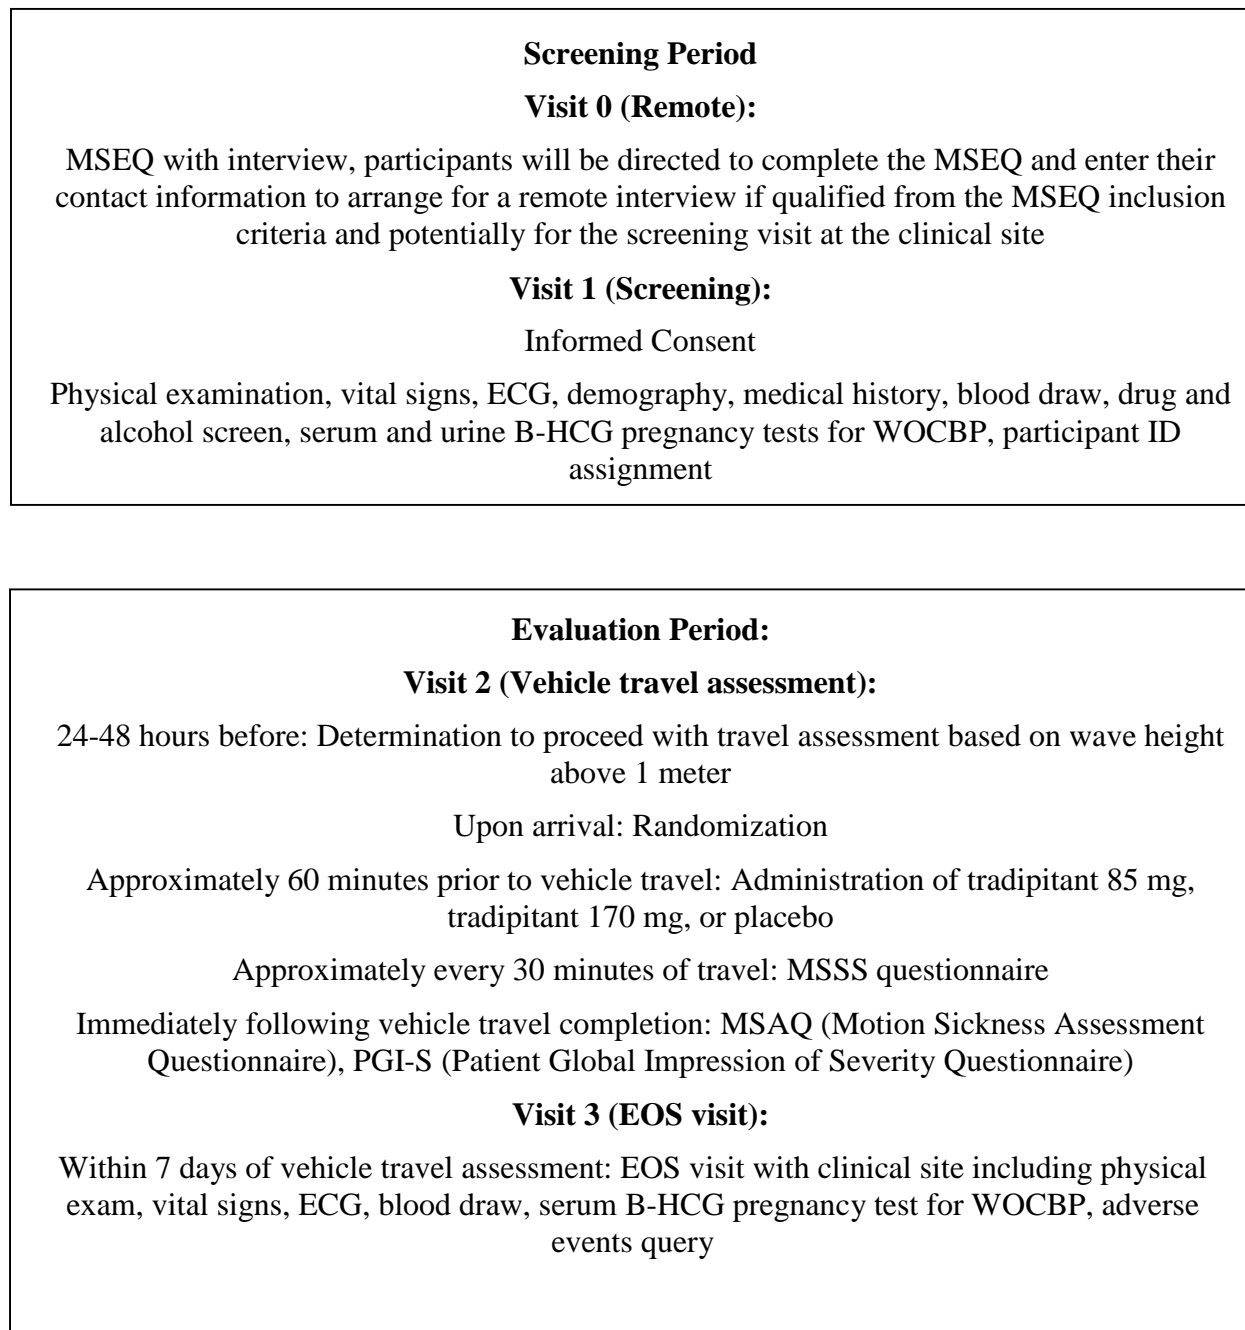 Screening Period
Visit 0 (Remote):
MSEQ with interview, participants will be directed to complete the MSEQ and enter their
contact information to arrange for a remote interview if qualified from the MSEQ inclusion
criteria and potentially for the screening visit at the clinical site
Visit 1 (Screening):
Informed Consent
Physical examination, vital signs, ECG, demography, medical history, blood draw, drug and
alcohol screen, serum and urine B-HCG pregnancy tests for WOCBP, participant ID
assignment
Evaluation Period:
Visit 2 (Vehicle travel assessment):
24-48 hours before: Determination to proceed with travel assessment based on wave height
above 1 meter
Upon arrival: Randomization
Approximately 60 minutes prior to vehicle travel: Administration of tradipitant 85 mg,
tradipitant 170 mg, or placebo
Approximately every 30 minutes of travel: MSSS questionnaire
Immediately following vehicle travel completion: MSAQ (Motion Sickness Assessment
Questionnaire), PGI-S (Patient Global Impression of Severity Questionnaire)
Visit 3 (EOS visit):
Within 7 days of vehicle travel assessment: EOS visit with clinical site including physical
exam, vital signs, ECG, blood draw, serum B-HCG pregnancy test for WOCBP, adverse
events query